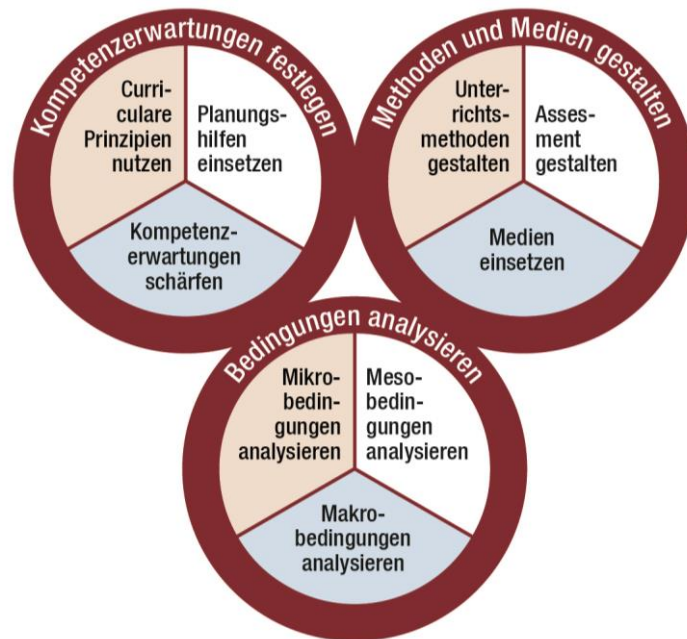 Kompetenzerwartungen festlegen
Curri-
culare
Prinzipien
nutzen
Planungs-
hilfen
einsetzen
Kompetenz-
erwartungen
schärfen
Methoden und Medien gestalten
Unter-
richts-
methoden
gestalten
Asses-
ment
gestalten
Medien
einsetzen
Bedingungen analysieren
Mikro-
bedin-
gungen
analysieren
Meso-
bedin-
gungen
analysieren
Makro-
bedingungen
analysieren